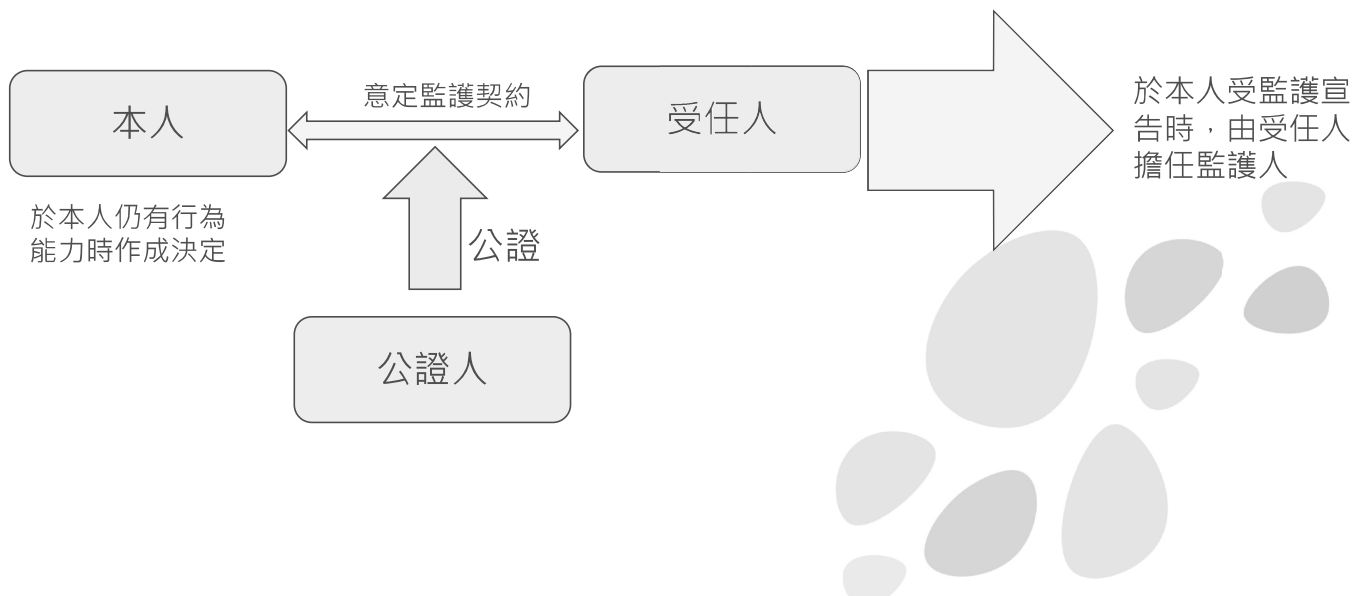 意定監護契約
本人
受任人
於本人受監護宣
告時，由受任人
擔任監護人
於本人仍有行為
能力時作成決定
公證
公證人